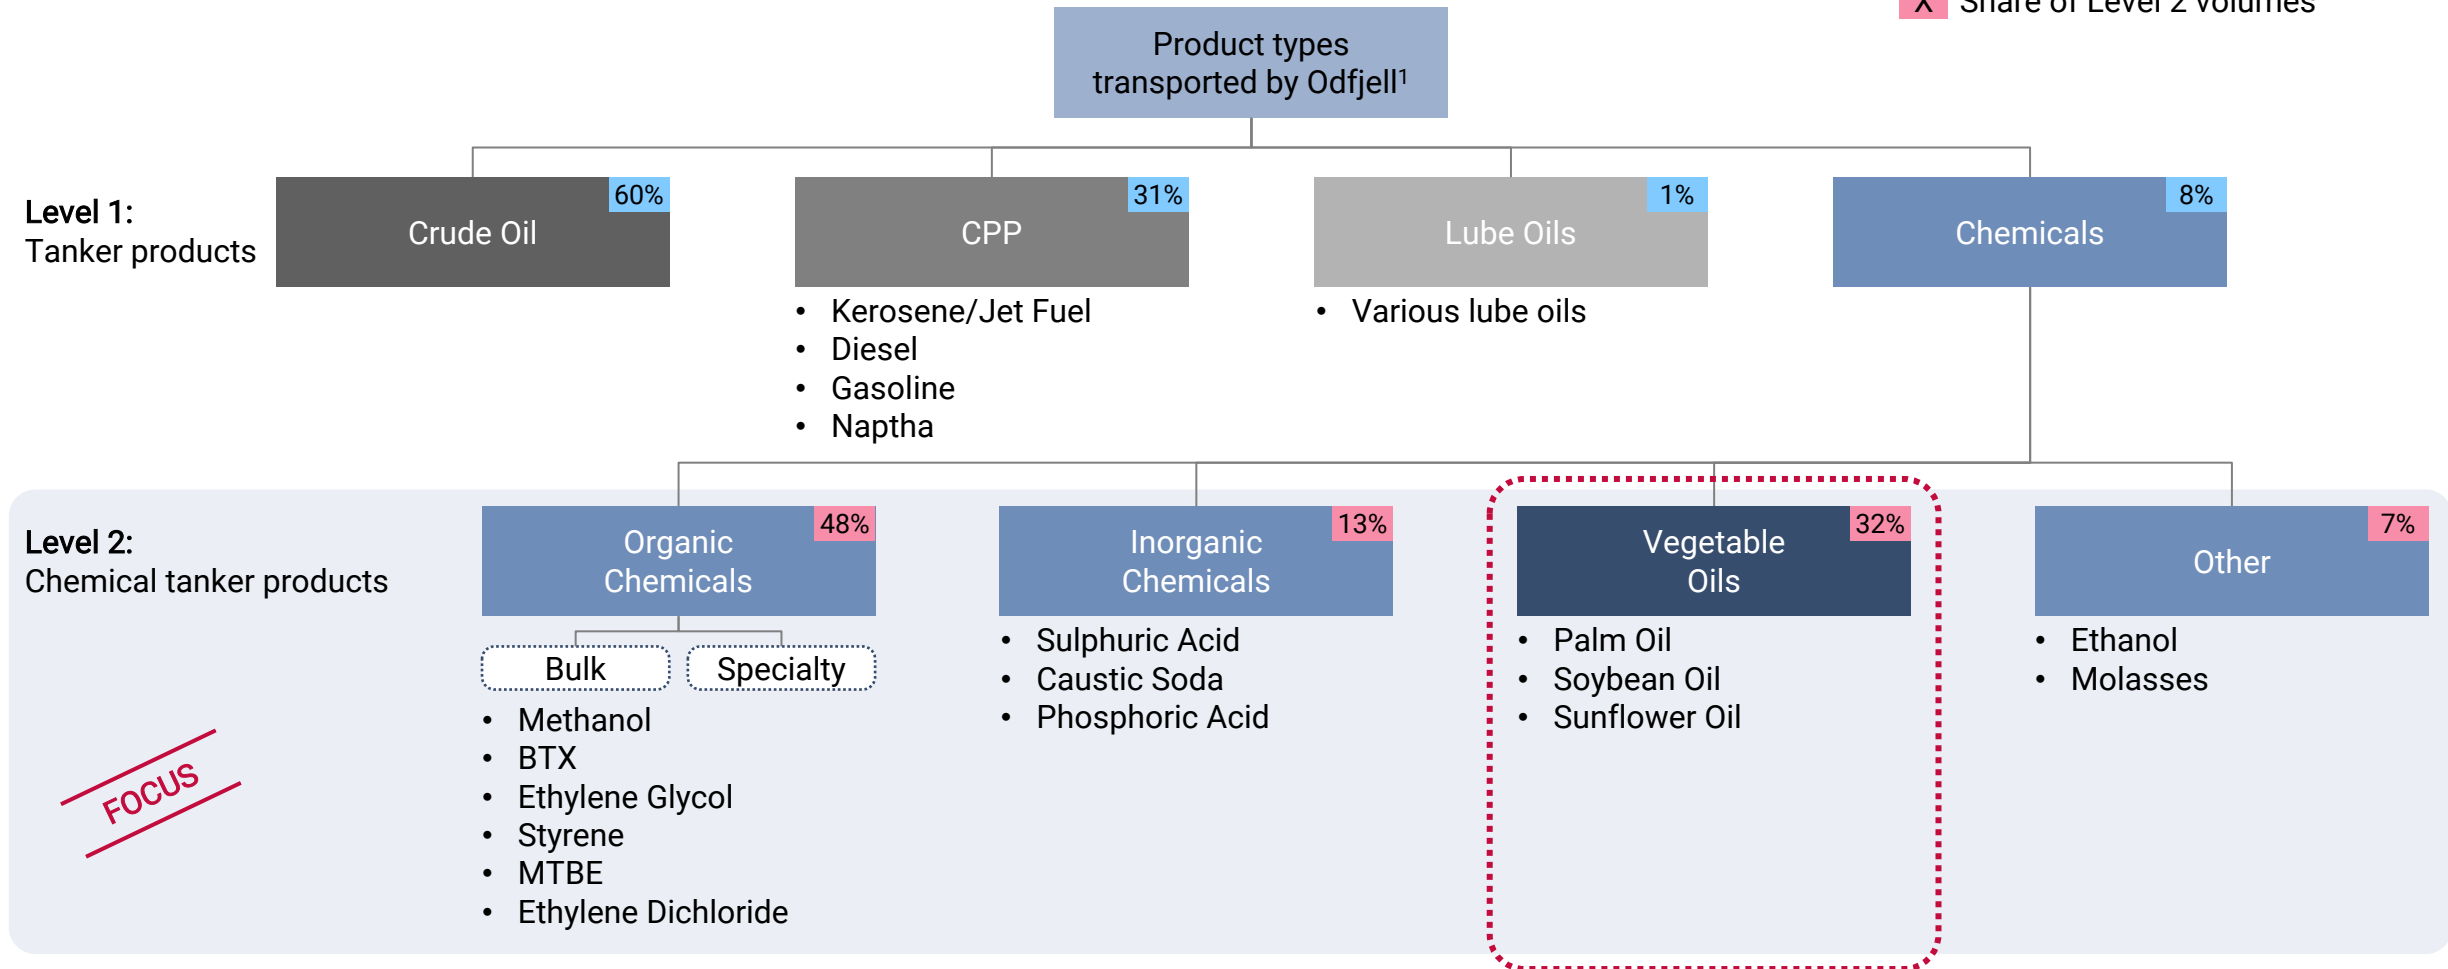 X Share of Level 2 volumes
Product types
transported by Odfjell¹
Level 1:
Tanker products
Crude Oil
60%
CPP
31%
Lube Oils
1%
Chemicals
8%
• Kerosene/Jet Fuel
• Diesel
• Gasoline
• Naptha
• Various lube oils
Level 2:
Chemical tanker products
Organic
Chemicals
48%
Inorganic
Chemicals
13%
Vegetable
Oils
32%
Other
7%
Bulk
Specialty
• Methanol
• BTX
• Ethylene Glycol
• Styrene
• MTBE
• Ethylene Dichloride
• Sulphuric Acid
• Caustic Soda
• Phosphoric Acid
• Palm Oil
• Soybean Oil
• Sunflower Oil
• Ethanol
• Molasses
FOCUS